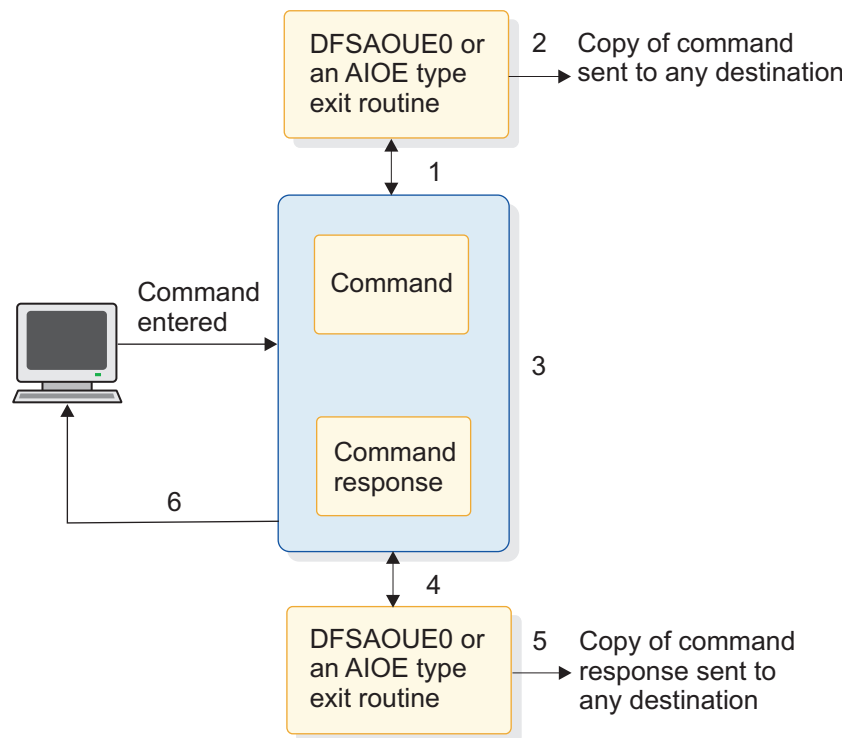 DFSAOUE0 or
an AIOE type
exit routine
2
Copy of command
sent to any destination
1
Command
Command
entered
3
Command
response
6
4
DFSAOUE0 or
an AIOE type
exit routine
5
Copy of command
response sent to
any destination